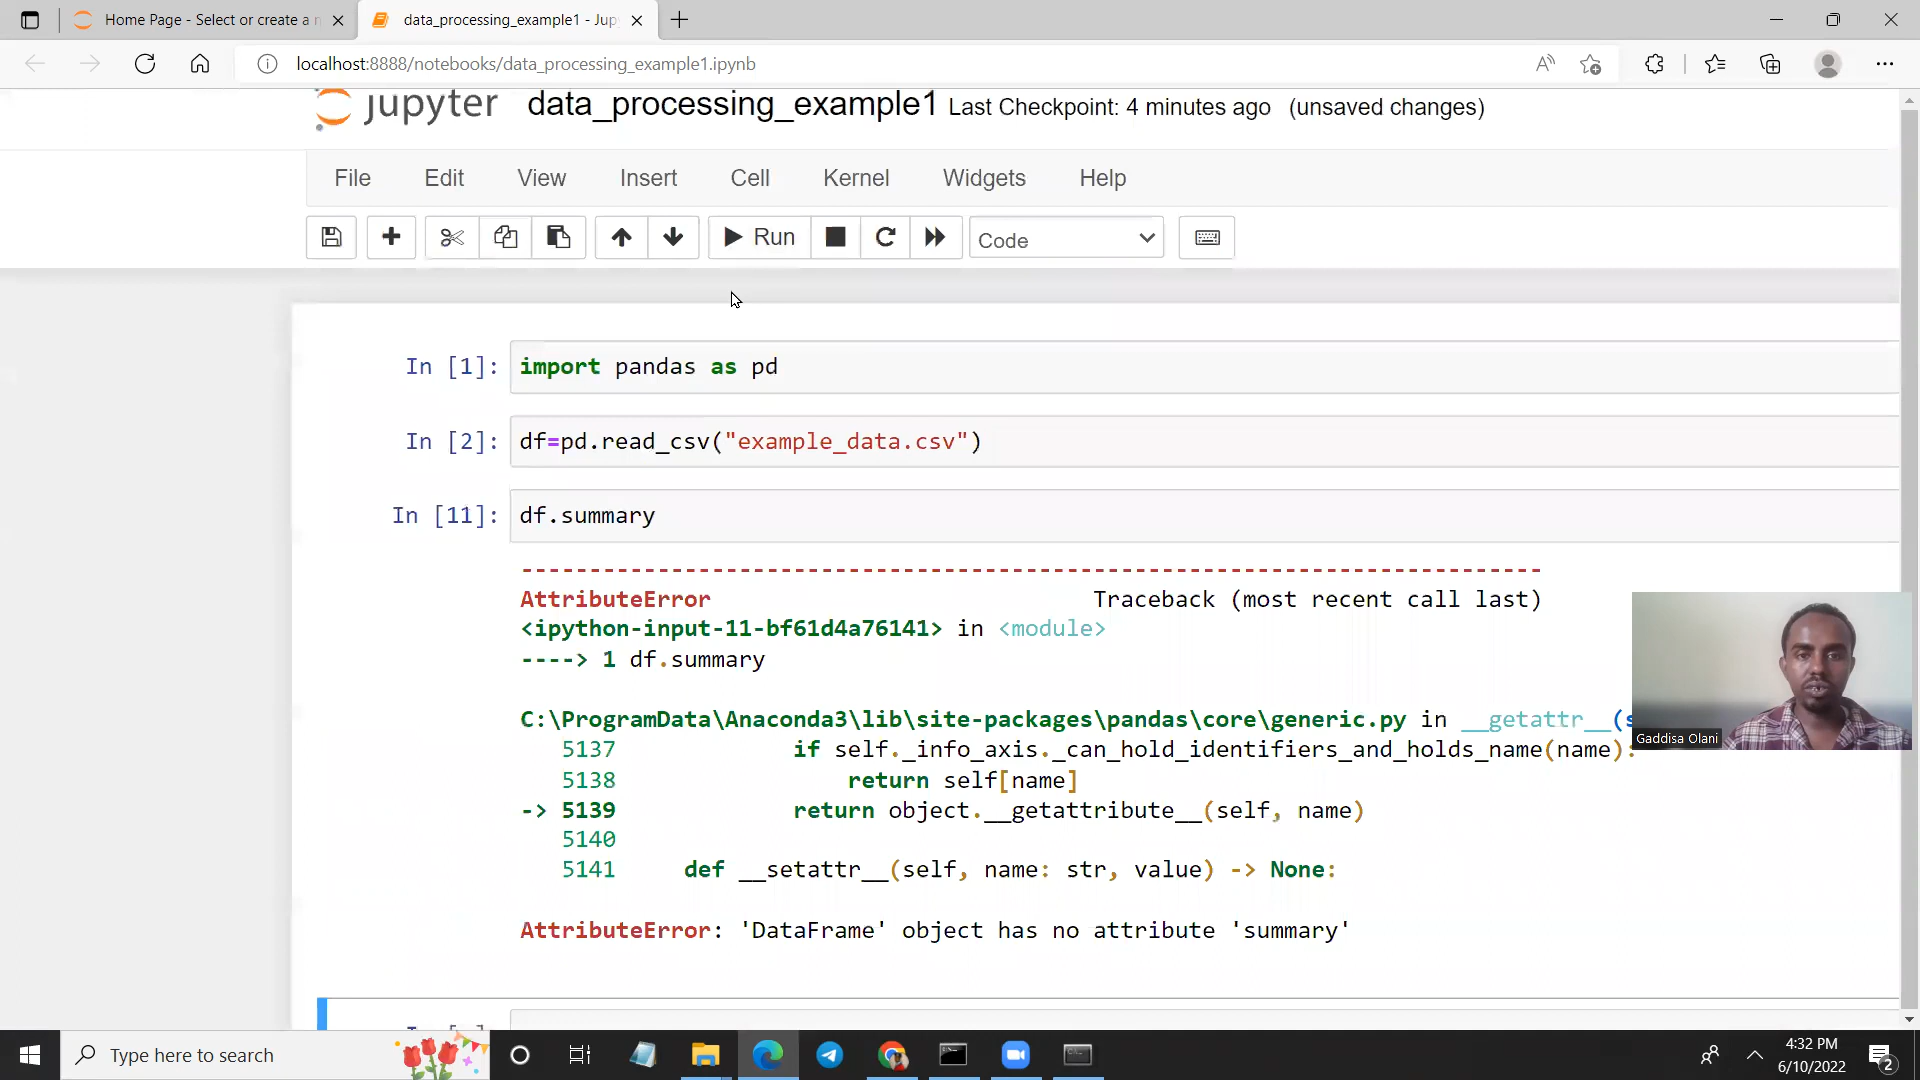 Home Page - Select or create a n
data_processing_example1 - Jup
localhost:8888/notebooks/data_processing_example1.ipynb
jupyter data_processing_example1 Last Checkpoint: 4 minutes ago (unsaved changes)
File Edit View Insert Cell Kernel Widgets Help
Run Code
In [1]: import pandas as pd
In [2]: df=pd.read_csv("example_data.csv")
In [11]: df.summary
---------------------------------------------------------------------------
AttributeError Traceback (most recent call last)
<ipython-input-11-bf61d4a76141> in <module>
----> 1 df.summary
C:\ProgramData\Anaconda3\lib\site-packages\pandas\core\generic.py in __getattr__(s
5137 if self._info_axis._can_hold_identifiers_and_holds_name(name):
5138 return self[name]
-> 5139 return object.__getattribute__(self, name)
5140
5141 def __setattr__(self, name: str, value) -> None:
AttributeError: 'DataFrame' object has no attribute 'summary'
Gaddisa Olani
Type here to search
4:32 PM
6/10/2022
2